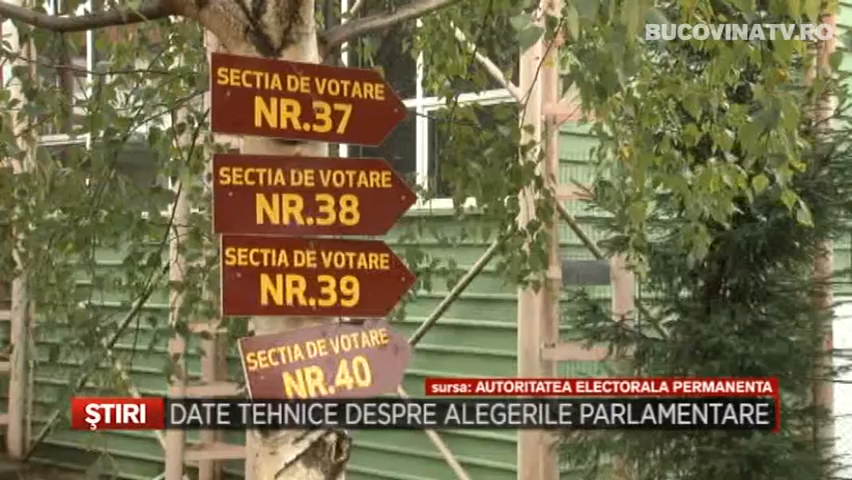 BUCOVINATV.RO
SECTIA DE VOTARE
NR.37
SECTIA DE VOTARE
NR.38
SECTIA DE VOTARE
NR.39
SECTIA DE VOTARE
NR.40
sursa: AUTORITATEA ELECTORALA PERMANENTA
ŞTIRI DATE TEHNICE DESPRE ALEGERILE PARLAMENTARE